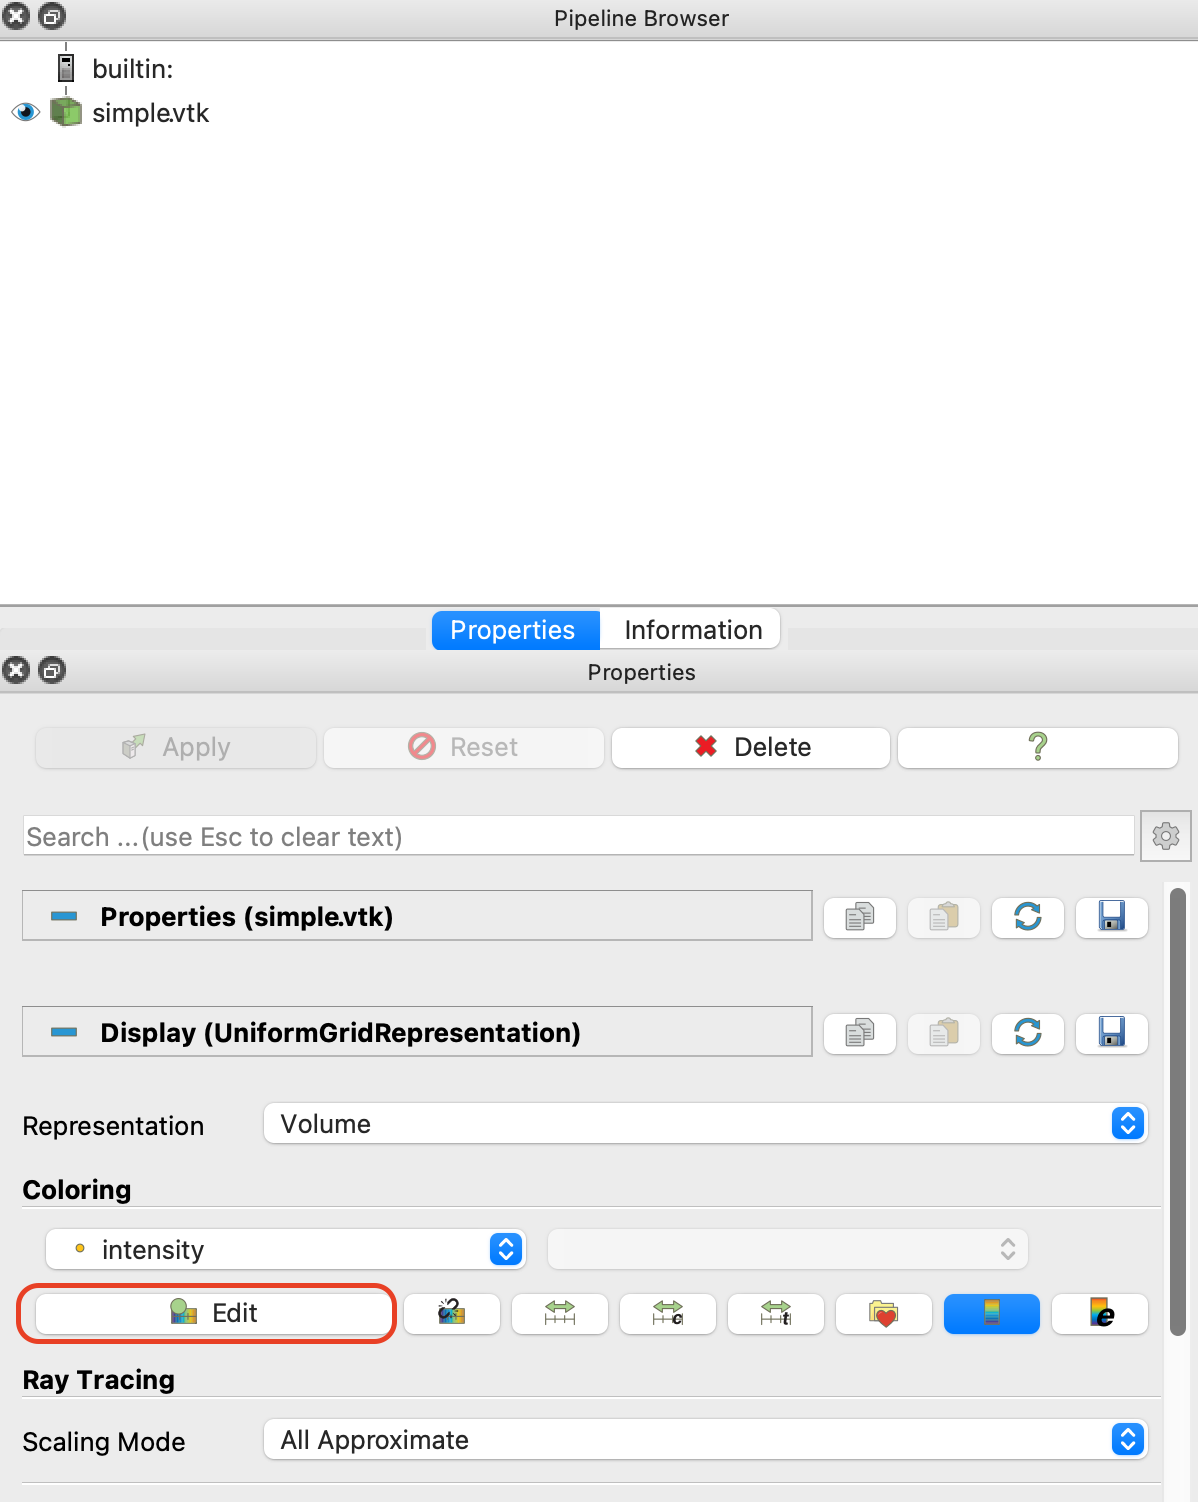 Pipeline Browser
builtin:
simple.vtk
Properties Information
Properties
Apply Reset Delete ?
Search ...(use Esc to clear text)
Properties (simple.vtk)
Display (UniformGridRepresentation)
Representation Volume
Coloring
intensity
Edit c t e
Ray Tracing
Scaling Mode All Approximate